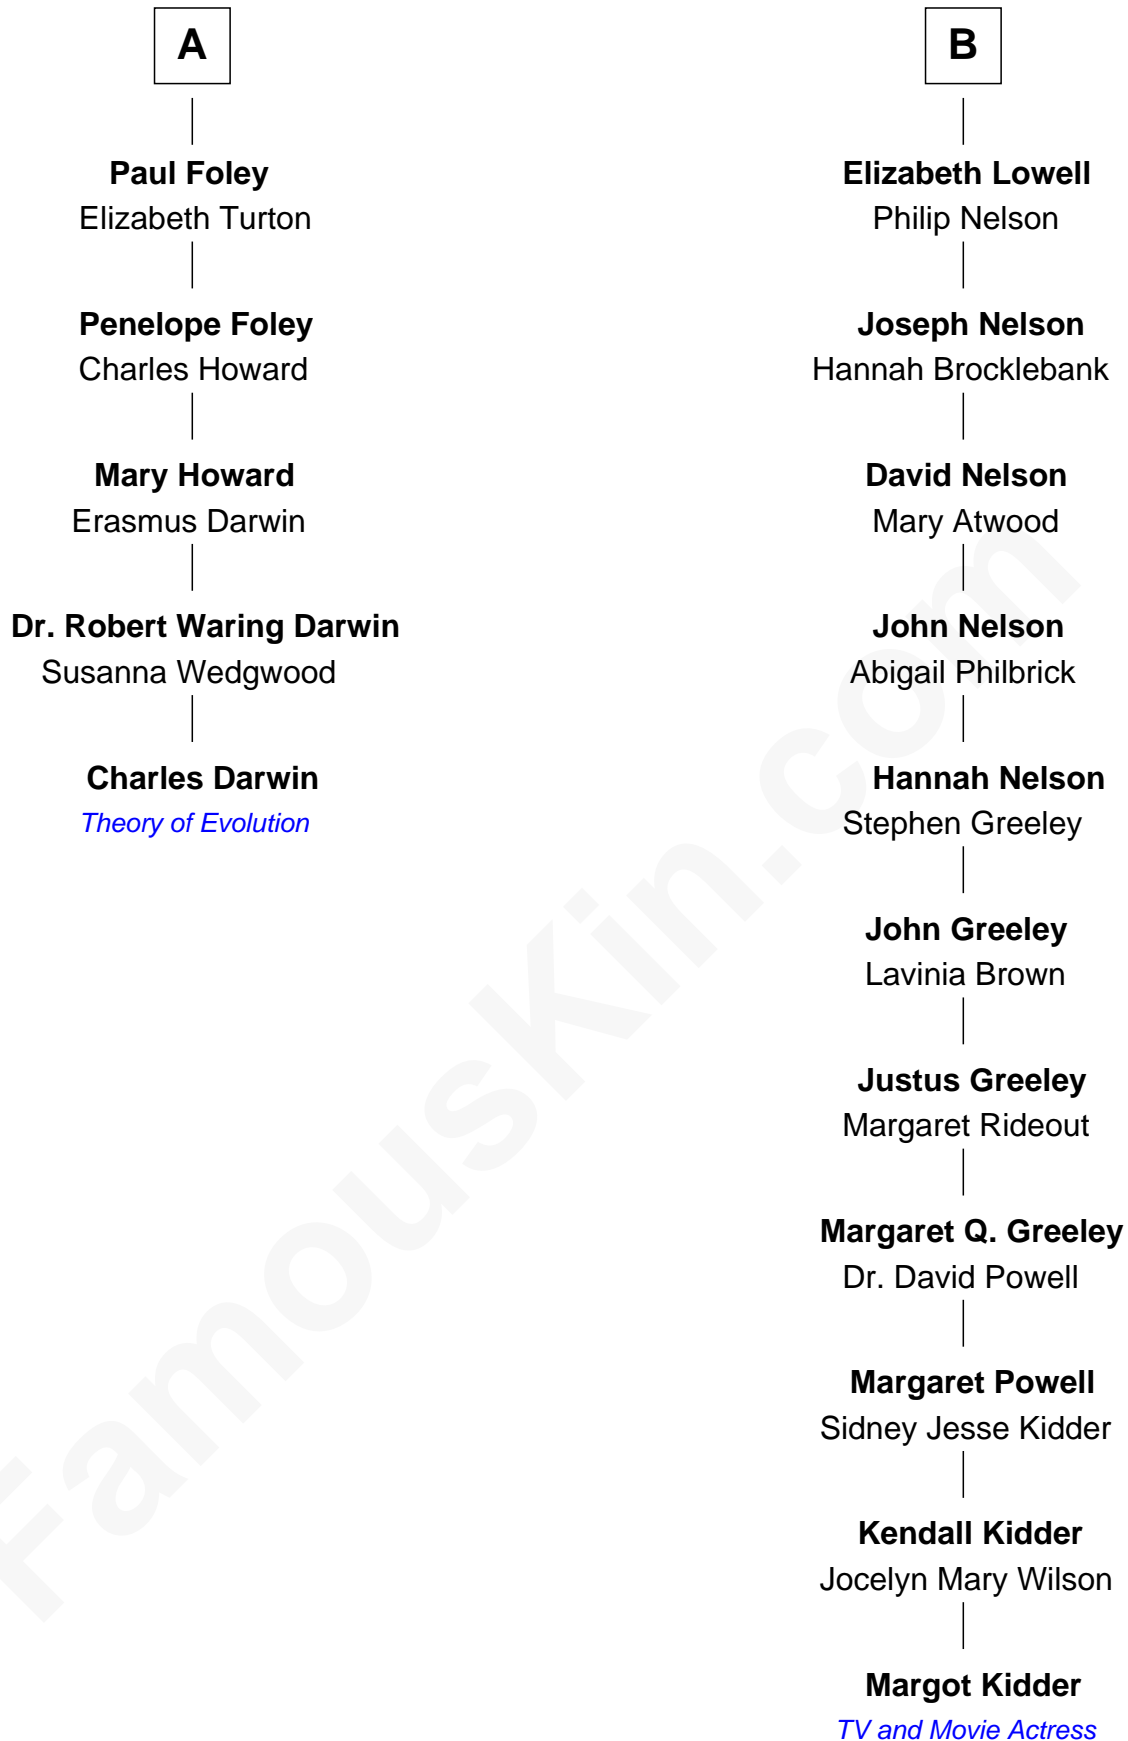 A
Paul Foley
Elizabeth Turton
Penelope Foley
Charles Howard
Mary Howard
Erasmus Darwin
Dr. Robert Waring Darwin
Susanna Wedgwood
Charles Darwin
Theory of Evolution
B
Elizabeth Lowell
Philip Nelson
Joseph Nelson
Hannah Brocklebank
David Nelson
Mary Atwood
John Nelson
Abigail Philbrick
Hannah Nelson
Stephen Greeley
John Greeley
Lavinia Brown
Justus Greeley
Margaret Rideout
Margaret Q. Greeley
Dr. David Powell
Margaret Powell
Sidney Jesse Kidder
Kendall Kidder
Jocelyn Mary Wilson
Margot Kidder
TV and Movie Actress
FamousKin.com